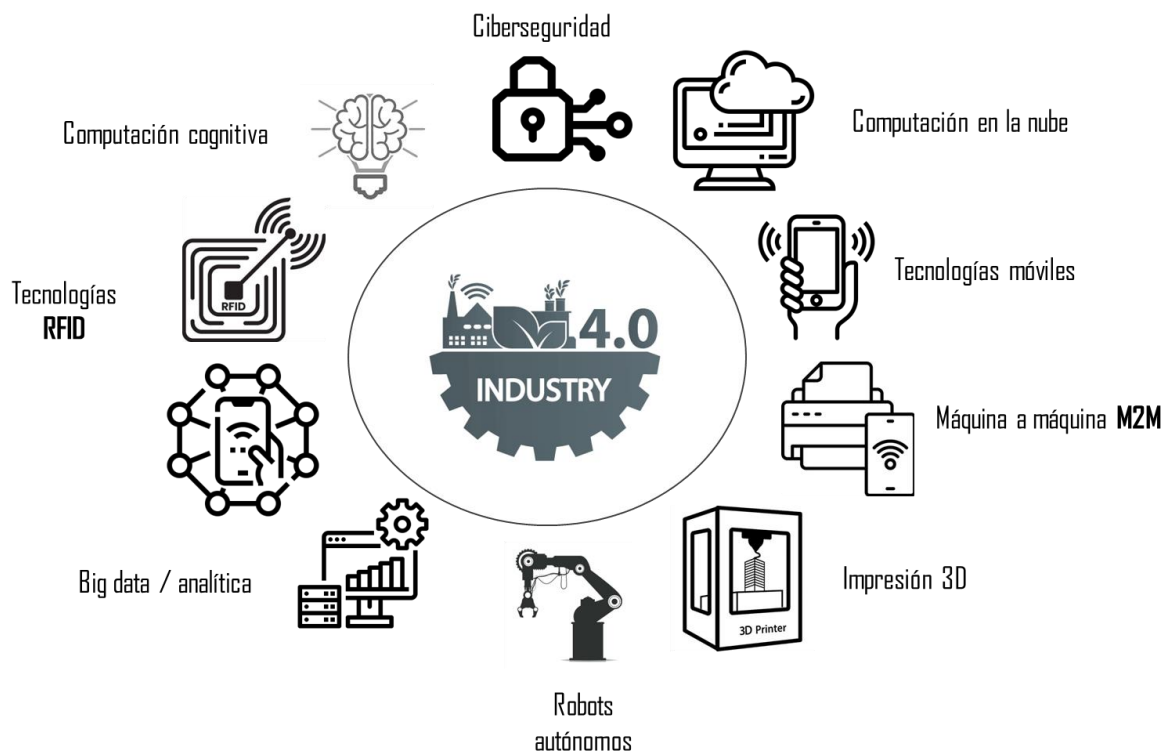 Ciberseguridad
Computación cognitiva
Computación en la nube
Tecnologías
RFID
RFID
Tecnologías móviles
4.0
INDUSTRY
Máquina a máquina M2M
Big data / analítica
Impresión 3D
3D Printer
Robots
autónomos